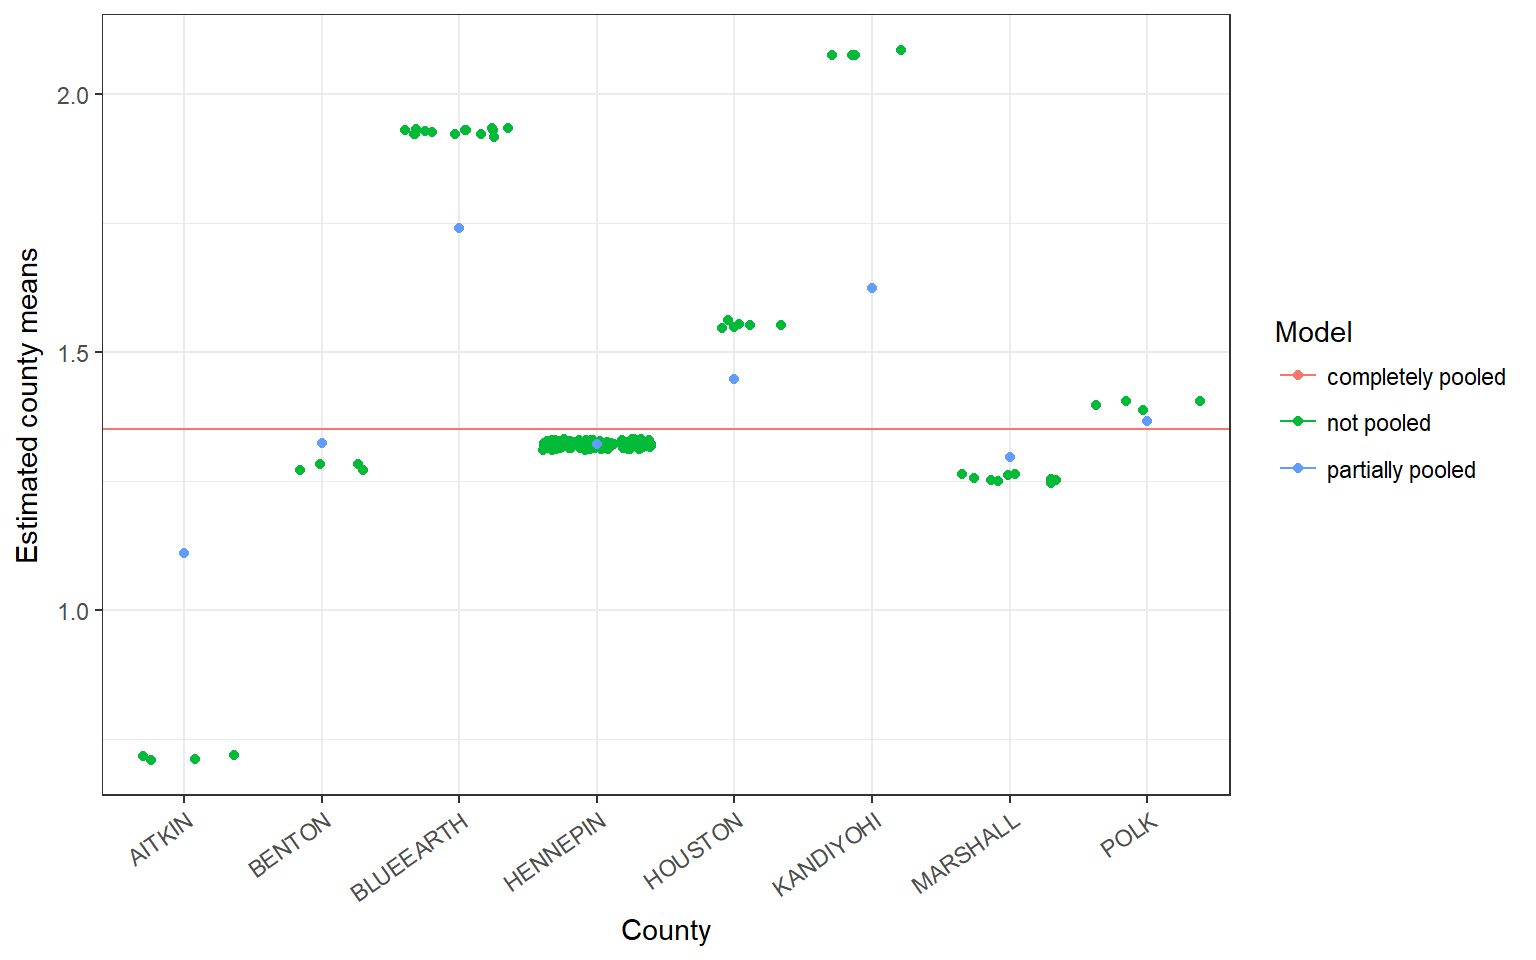 Estimated county means
2.0
1.5
1.0
AITKIN
BENTON
BLUEEARTH
HENNEPIN
HOUSTON
KANDIYOHI
MARSHALL
POLK
County
Model
completely pooled
not pooled
partially pooled